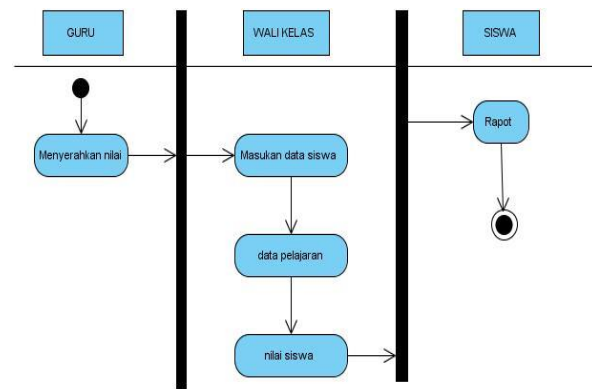 GURU
WALI KELAS
SISWA
Menyerahkan nilai
Masukan data siswa
data pelajaran
nilai siswa
Rapot